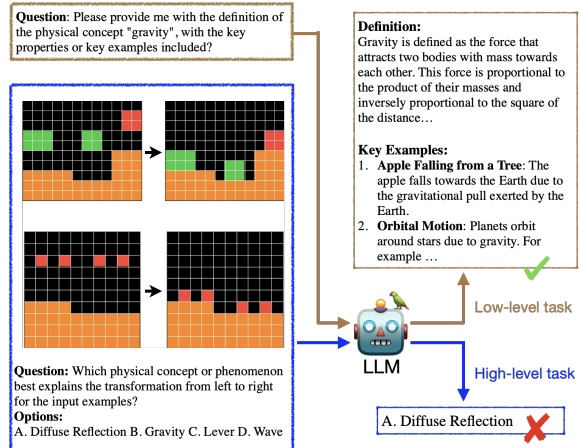 Question: Please provide me with the definition of
the physical concept "gravity", with the key
properties or key examples included?
Definition:
Gravity is defined as the force that
attracts two bodies with mass towards
each other. This force is proportional to
the product of their masses and
inversely proportional to the square of
the distance…
Key Examples:
1. Apple Falling from a Tree: The
apple falls towards the Earth due to
the gravitational pull exerted by the
Earth.
2. Orbital Motion: Planets orbit
around stars due to gravity. For
example …
Low-level task
LLM
High-level task
Question: Which physical concept or phenomenon
best explains the transformation from left to right
for the input examples?
Options:
A. Diffuse Reflection B. Gravity C. Lever D. Wave
A. Diffuse Reflection